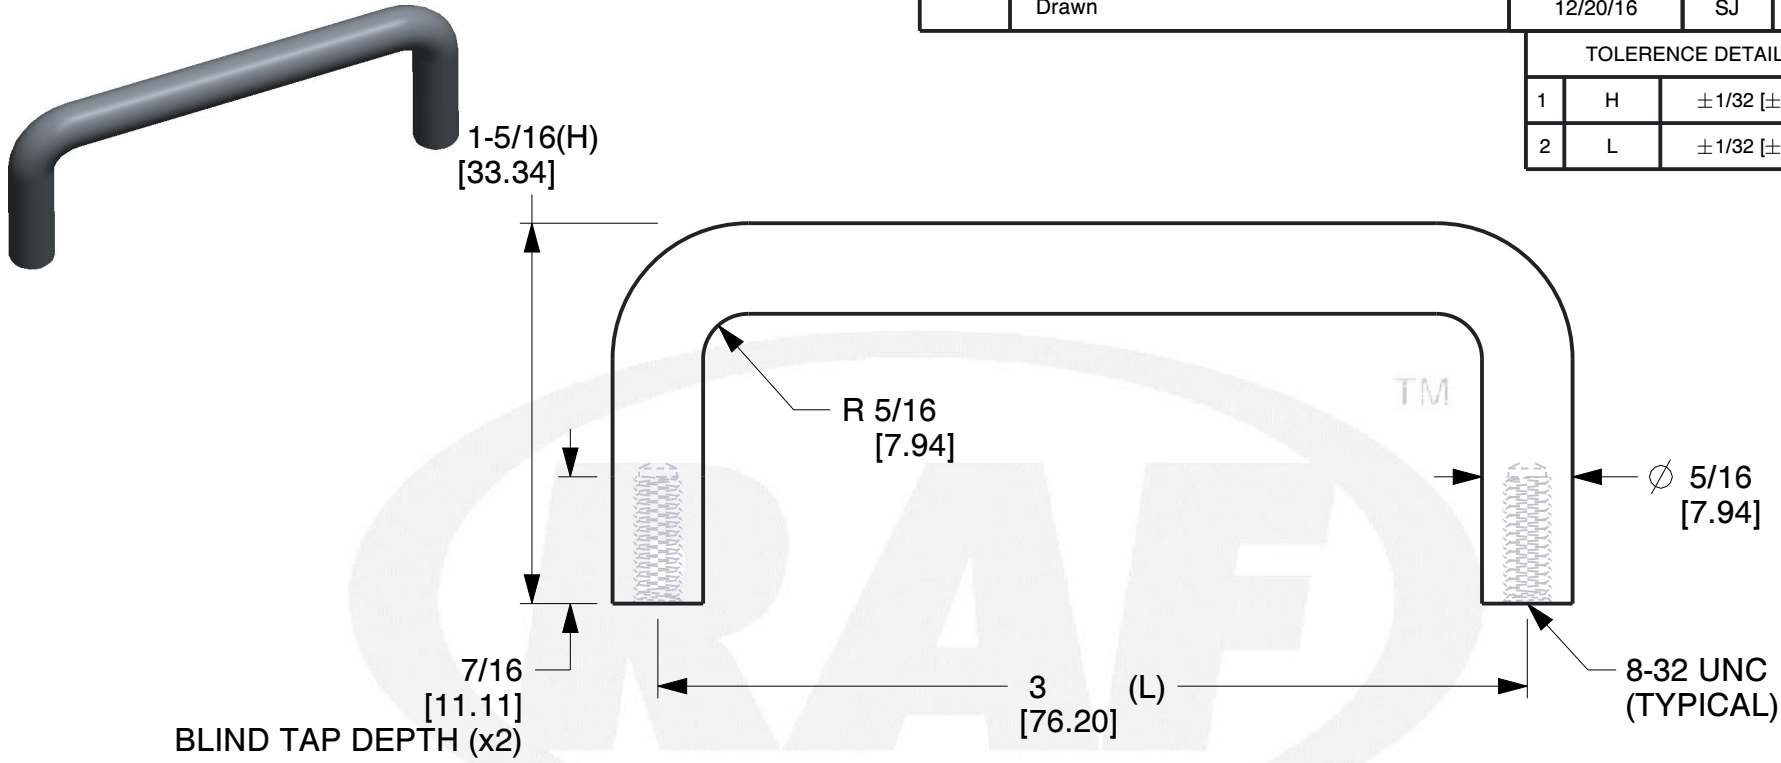 Drawn 12/20/16 SJ
TOLERENCE DETAIL
1 H ±1/32 [±
2 L ±1/32 [±
1-5/16(H)
[33.34]
TM
R 5/16
[7.94]
⌀ 5/16
[7.94]
RAF
7/16
[11.11]
BLIND TAP DEPTH (x2)
3 (L)
[76.20]
8-32 UNC
(TYPICAL)